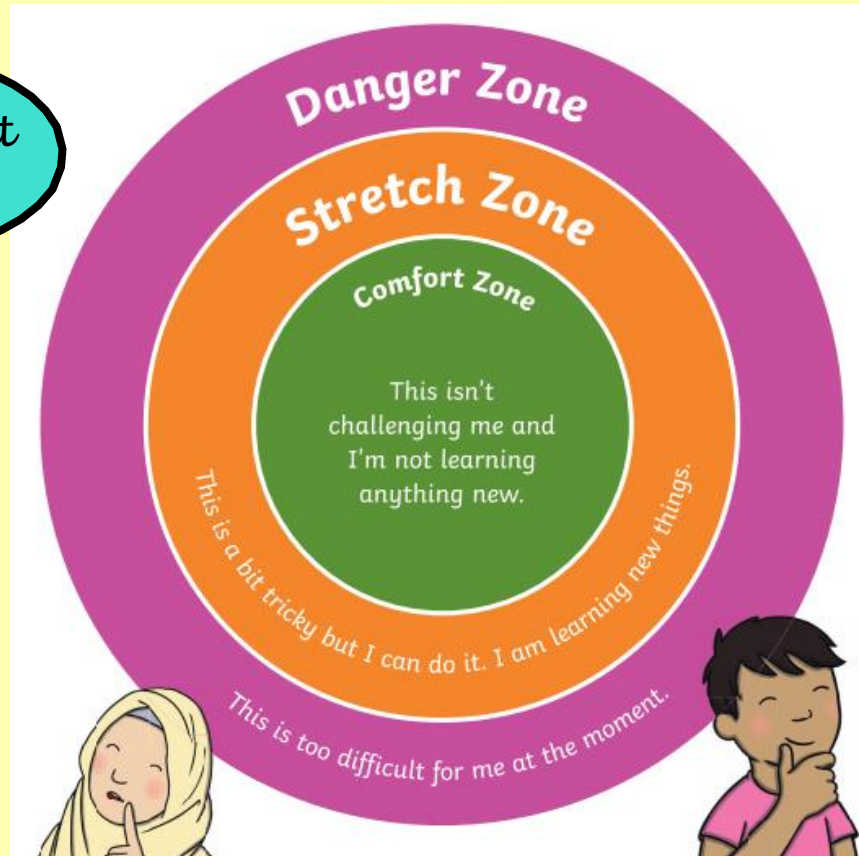 Danger Zone
Stretch Zone
Comfort Zone
This isn't
challenging me and
I'm not learning
anything new.
This is a bit tricky but I can do it. I am learning new things.
This is too difficult for me at the moment.